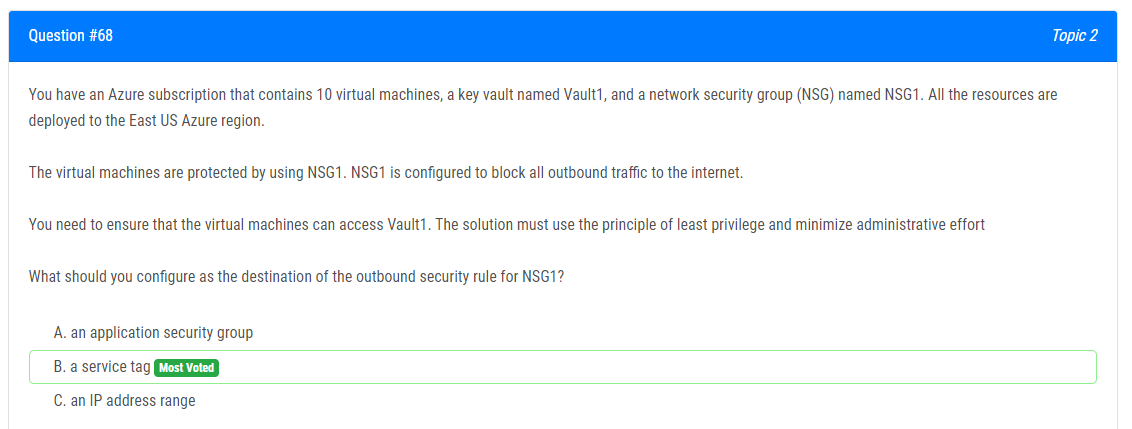 Question #68
Topic 2
You have an Azure subscription that contains 10 virtual machines, a key vault named Vault1, and a network security group (NSG) named NSG1. All the resources are
deployed to the East US Azure region.
The virtual machines are protected by using NSG1. NSG1 is configured to block all outbound traffic to the internet.
You need to ensure that the virtual machines can access Vault1. The solution must use the principle of least privilege and minimize administrative effort
What should you configure as the destination of the outbound security rule for NSG1?
A. an application security group
B. a service tag Most Voted
C. an IP address range